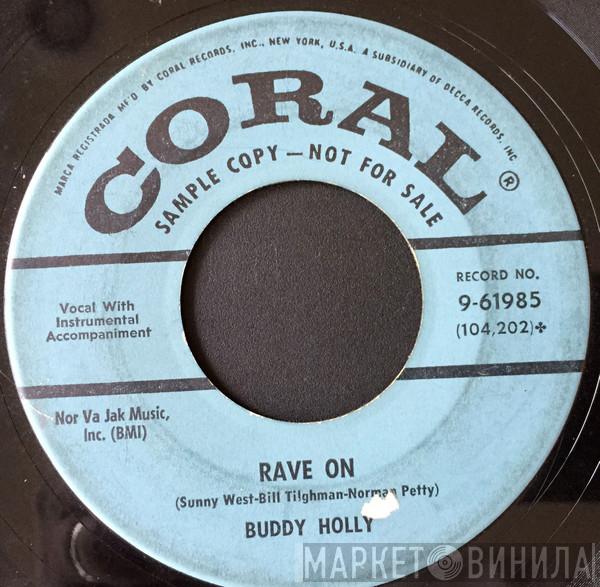 MARCA REGISTRADA MF'D BY CORAL RECORDS, INC., NEW YORK, U.S.A. A SUBSIDIARY OF DECCA RECORDS, INC.
CORAL®
SAMPLE COPY — NOT FOR SALE
Vocal With
Instrumental
Accompaniment
RECORD NO.
9-61985
(104,202)✤
Nor Va Jak Music,
Inc. (BMI)
RAVE ON
(Sunny West-Bill Tilghman-Norman Petty)
BUDDY HOLLY
МАРКЕТ ВИНИЛА